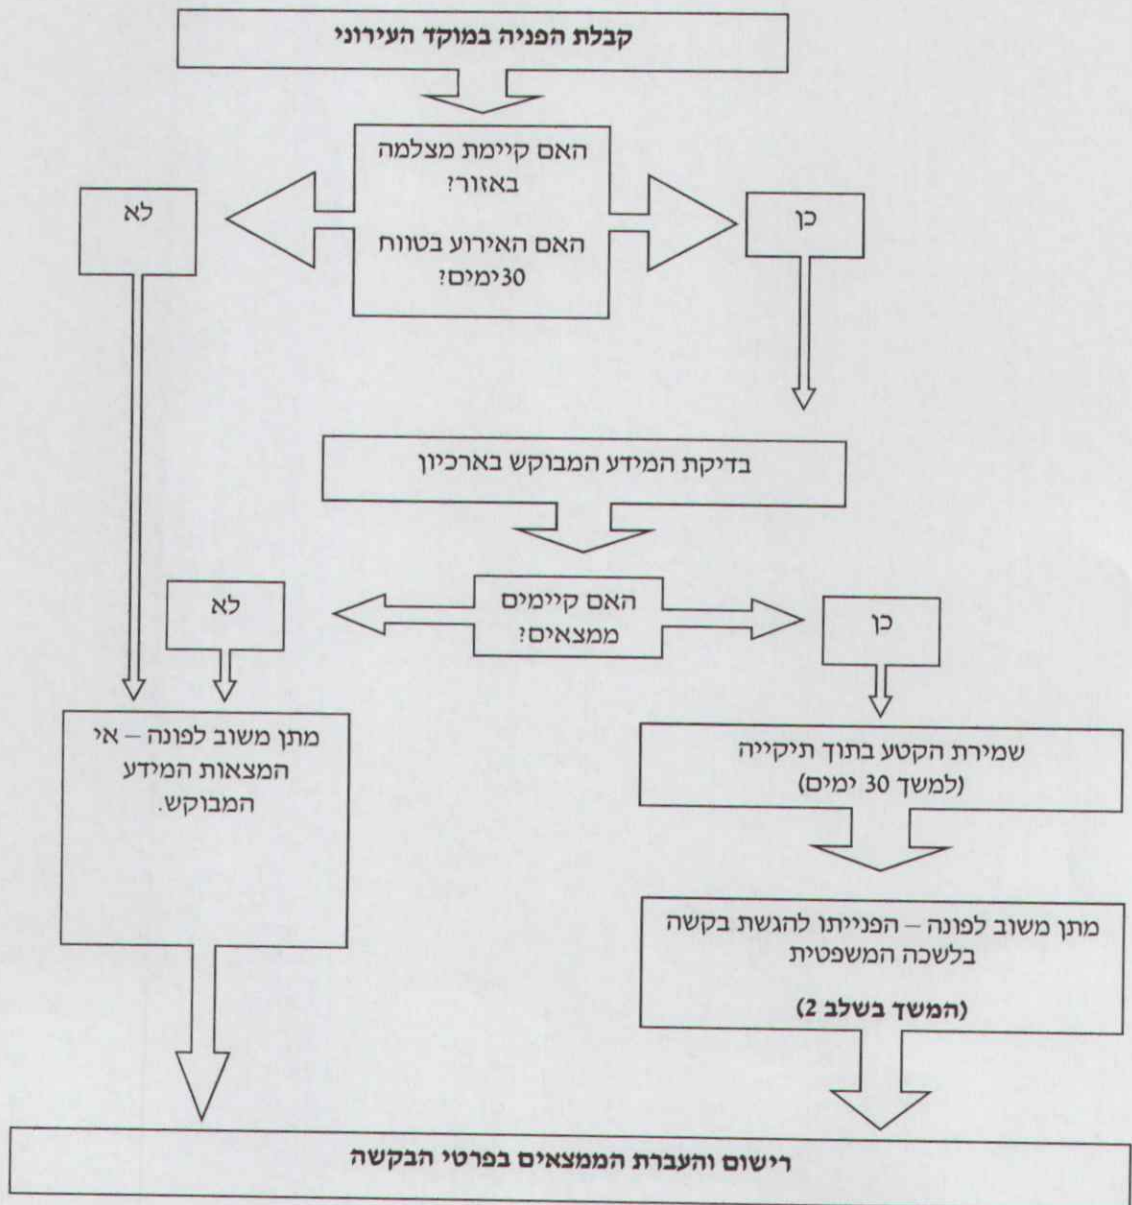 קבלת הפניה במוקד העירוני
האם קיימת מצלמה
באזור?
האם האירוע בטווח
30ימים?
כן
לא
בדיקת המידע המבוקש בארכיון
האם קיימים
ממצאים?
כן
לא
שמירת הקטע בתוך תיקייה
(למשך 30 ימים)
מתן משוב לפונה – אי
המצאות המידע
המבוקש.
מתן משוב לפונה – הפנייתו להגשת בקשה
בלשכה המשפטית
(המשך בשלב 2)
רישום והעברת הממצאים בפרטי הבקשה